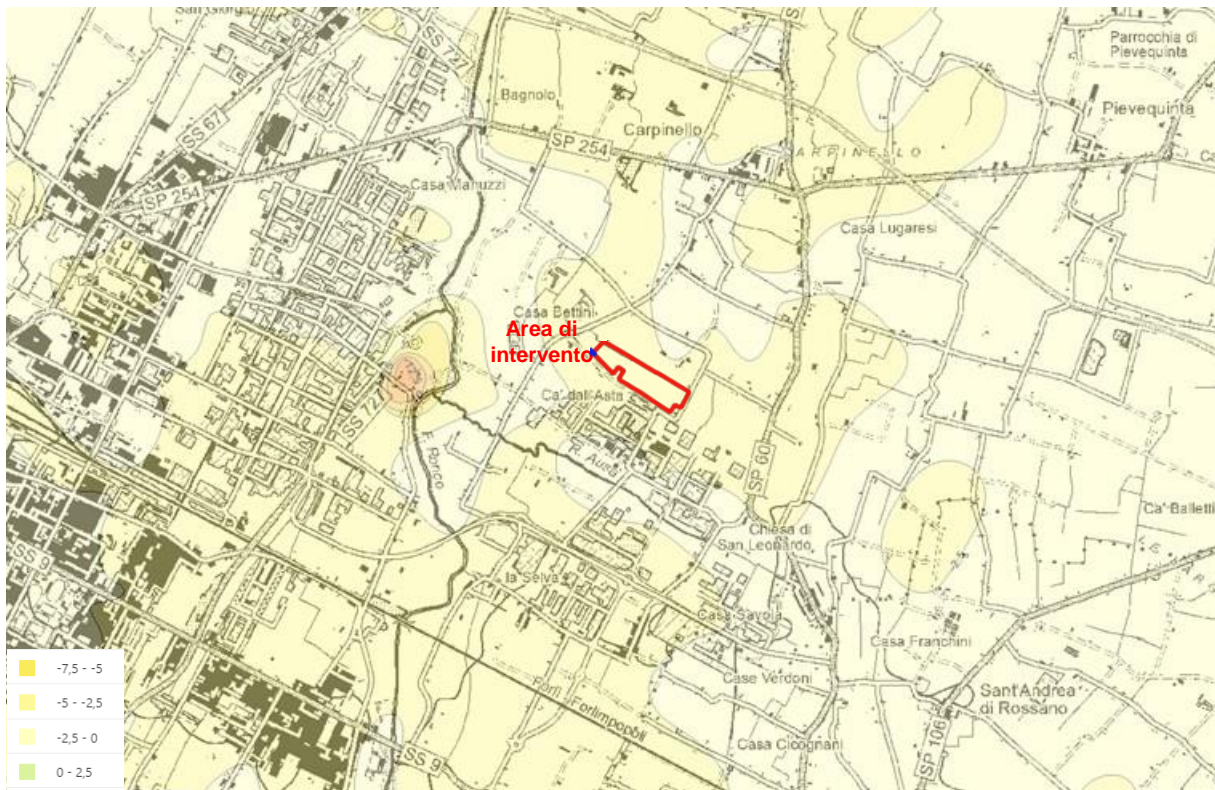 San Giorgio
SS 727
Parrocchia di
Pievequinta
Bagnolo
Pievequinta
SS 67
Carpinello
SP 254
ARPINELLO
Casa Manuzzi
SP 254
Casa Lugaresi
Casa Bettini
Area di
intervento
Ca' dall'Asta
SS 727
F. Ronco
R. Ausa
SP 60
Ca' Balletti
Chiesa di
San Leonardo
SS 9
la Selva
Casa Savoia
Casa Franchini
Case Verdoni
Sant'Andrea
di Rossano
Forlì
Forlimpopoli
Casa Cicognani
SP 106
SS 9
-7,5 - -5
-5 - -2,5
-2,5 - 0
0 - 2,5